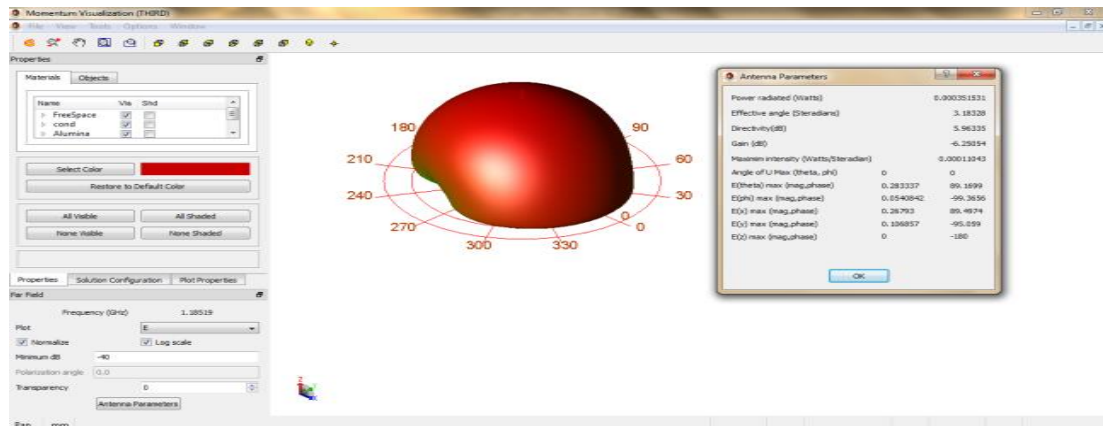 Momentum Visualization (THIRD)
File View Tools Options Window
Properties
Materials Objects
Name Vis Shd
FreeSpace
cond
Alumina
Select Color
Restore to Default Color
All Visible All Shaded
None Visible None Shaded
Properties Solution Configuration Plot Properties
Far Field
Frequency (GHz) 1.18519
Plot E
Normalize Log scale
Minimum dB -40
Polarization angle 0.0
Transparency 0
Antenna Parameters
180 90
210 60
240 30
270 0
0
300 330
Z
X
Antenna Parameters
Power radiated (Watts) 0.000351531
Effective angle (Steradians) 3.18328
Directivity(dB) 5.96335
Gain (dB) -6.25054
Maximim intensity (Watts/Steradian) 0.00011043
Angle of U Max (theta, phi) 0 0
E(theta) max (mag,phase) 0.283337 89.1699
E(phi) max (mag,phase) 0.0540842 -99.3656
E(x) max (mag,phase) 0.26793 89.4974
E(y) max (mag,phase) -95.059
E(z) max (mag,phase) 0 -180
OK